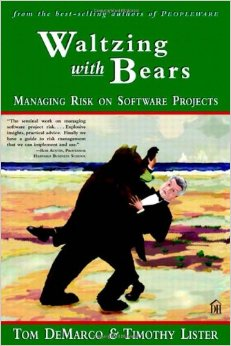 from the best-selling authors of PEOPLEWARE
WALTZING
with BEARS
MANAGING RISK ON SOFTWARE PROJECTS
"The seminal work on managing
software project risk. . . . Explosive
insights, practical advice. Finally we
have a guide to risk management
that we can implement and use."
—ROB AUSTIN, PROFESSOR
HARVARD BUSINESS SCHOOL
DH
TOM DEMARCO & TIMOTHY LISTER